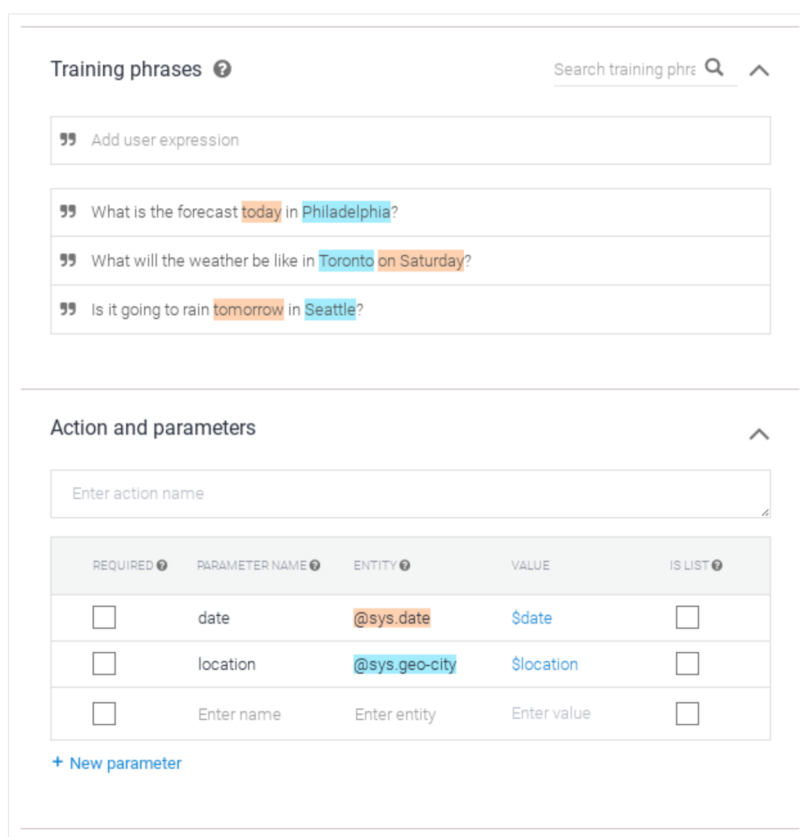 Training phrases
Search training phra
Add user expression
What is the forecast today in Philadelphia?
What will the weather be like in Toronto on Saturday?
Is it going to rain tomorrow in Seattle?
Action and parameters
Enter action name
REQUIRED PARAMETER NAME ENTITY VALUE IS LIST
date @sys.date $date
location @sys.geo-city $location
Enter name Enter entity Enter value
+ New parameter